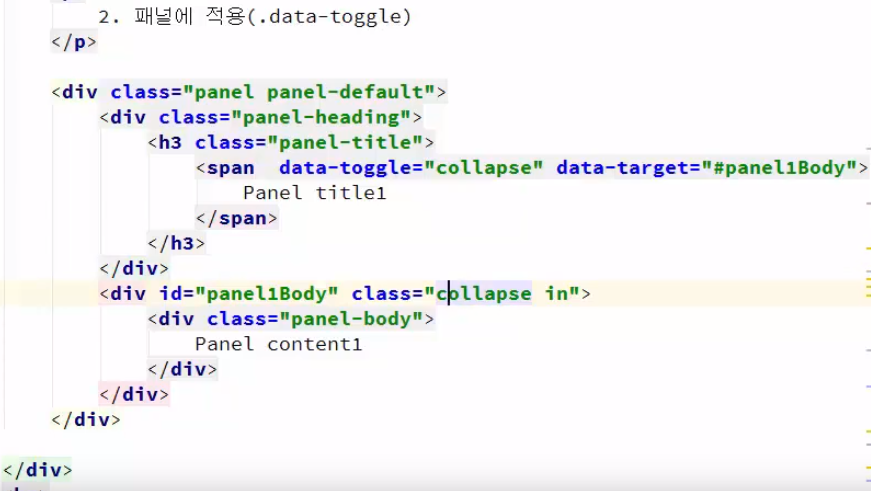 2. 패널에 적용(.data-toggle)
</p>
<div class="panel panel-default">
<div class="panel-heading">
<h3 class="panel-title">
<span  data-toggle="collapse" data-target="#panel1Body">
Panel title1
</span>
</h3>
</div>
<div id="panel1Body" class="collapse in">
<div class="panel-body">
Panel content1
</div>
</div>
</div>
</div>